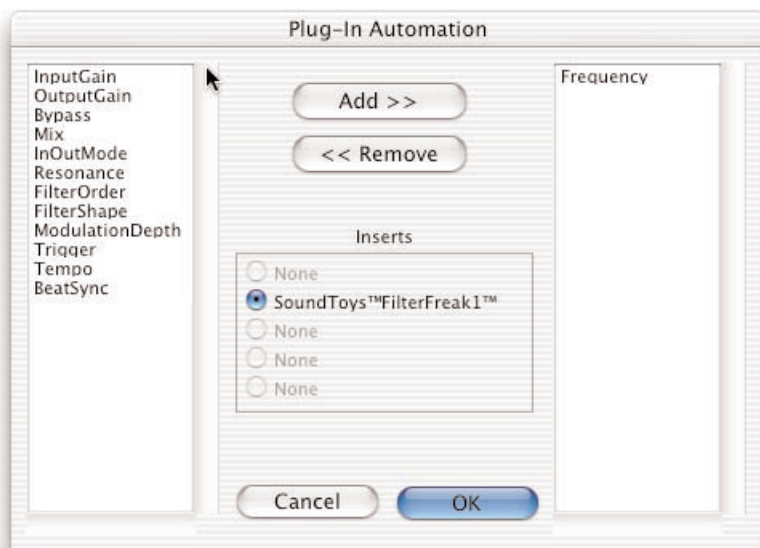 Plug-In Automation
InputGain
OutputGain
Bypass
Mix
InOutMode
Resonance
FilterOrder
FilterShape
ModulationDepth
Trigger
Tempo
BeatSync
Add >>
<< Remove
Inserts
None
SoundToys™FilterFreak1™
None
None
None
Cancel
OK
Frequency